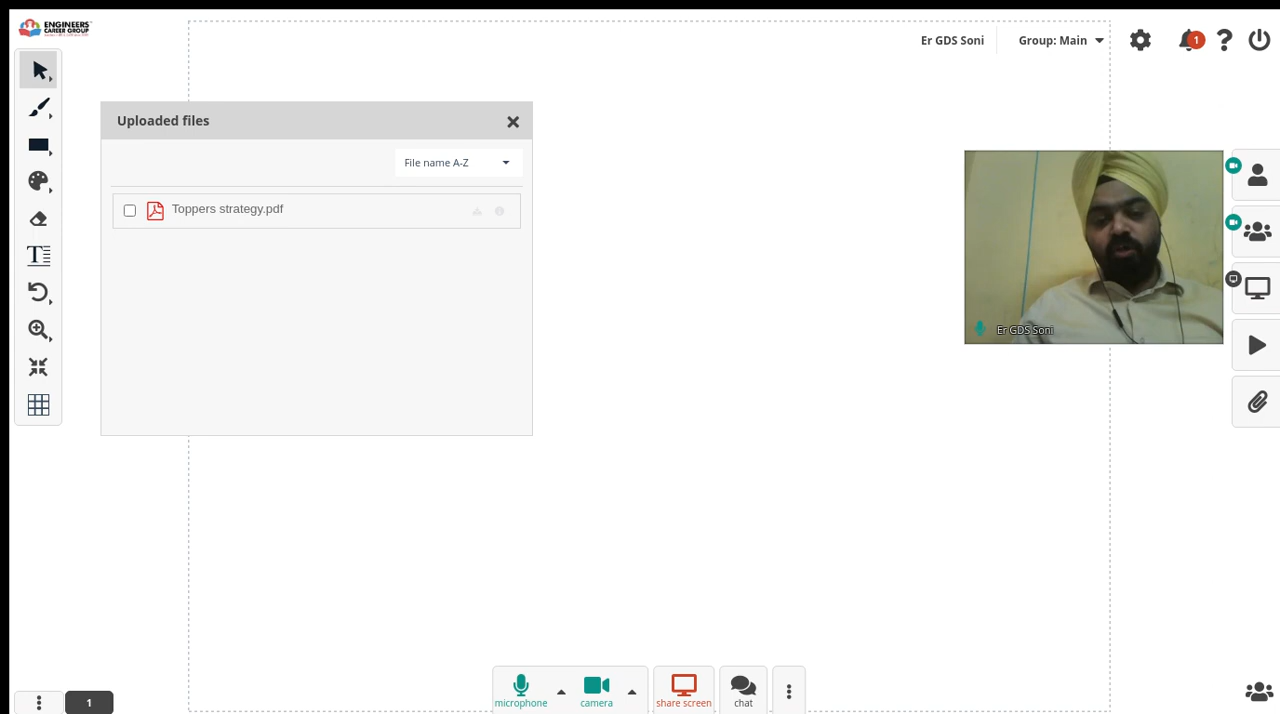 ENGINEERS
CAREER GROUP
Er GDS Soni
Group: Main
1
Uploaded files
File name A-Z
Toppers strategy.pdf
Er GDS Soni
microphone
camera
share screen
chat
1